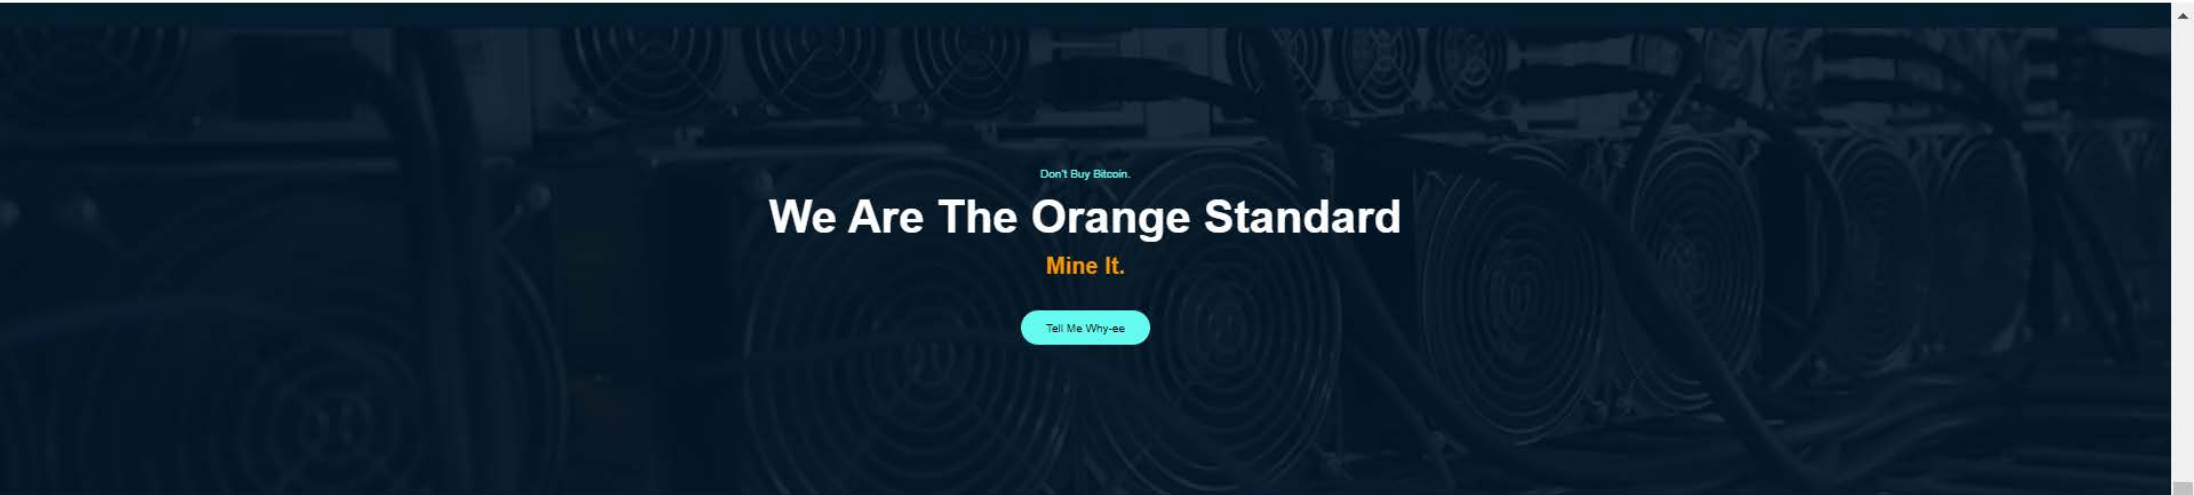 Don't Buy Bitcoin.
We Are The Orange Standard
Mine It.
Tell Me Why-ee